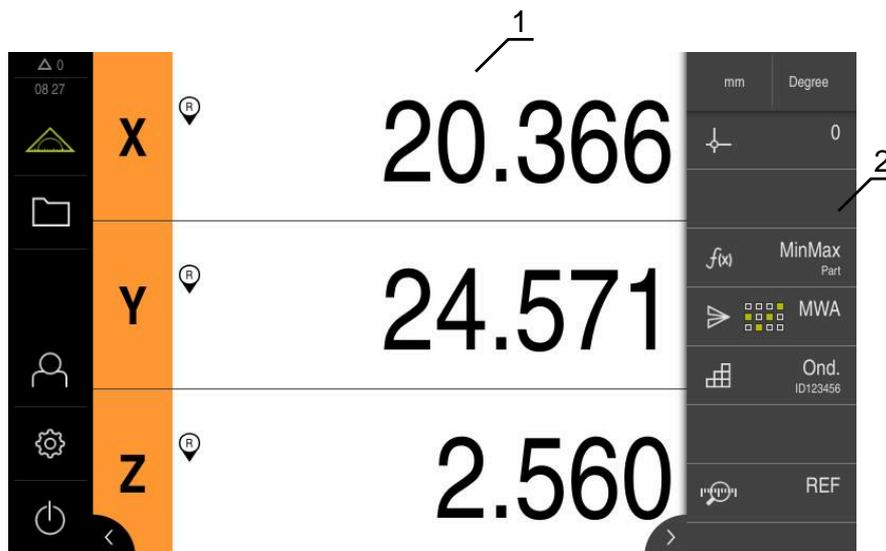 1
△ 0
08 27
X
R
20.366
mm
Degree
0
2
Y
R
24.571
f(x)
MinMax
Part
MWA
Ond.
ID123456
Z
R
2.560
REF